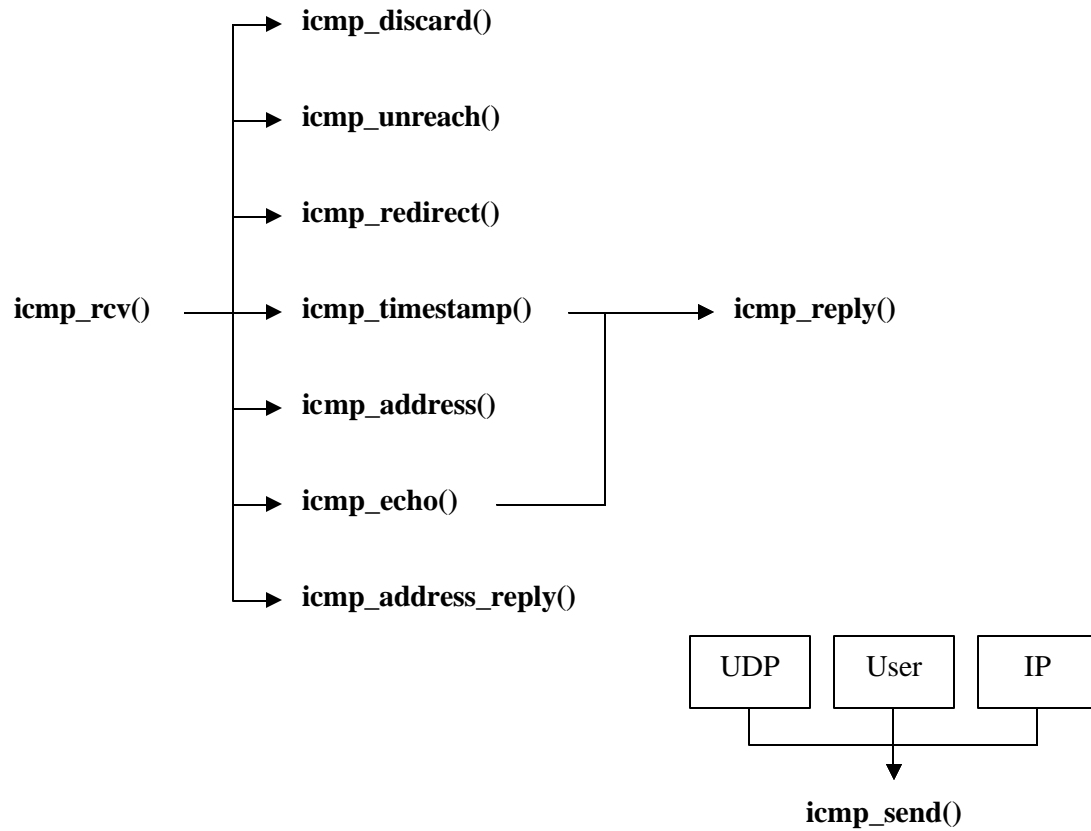 icmp_discard()
icmp_unreach()
icmp_redirect()
icmp_rcv()
icmp_timestamp()
icmp_reply()
icmp_address()
icmp_echo()
icmp_address_reply()
UDP
User
IP
icmp_send()